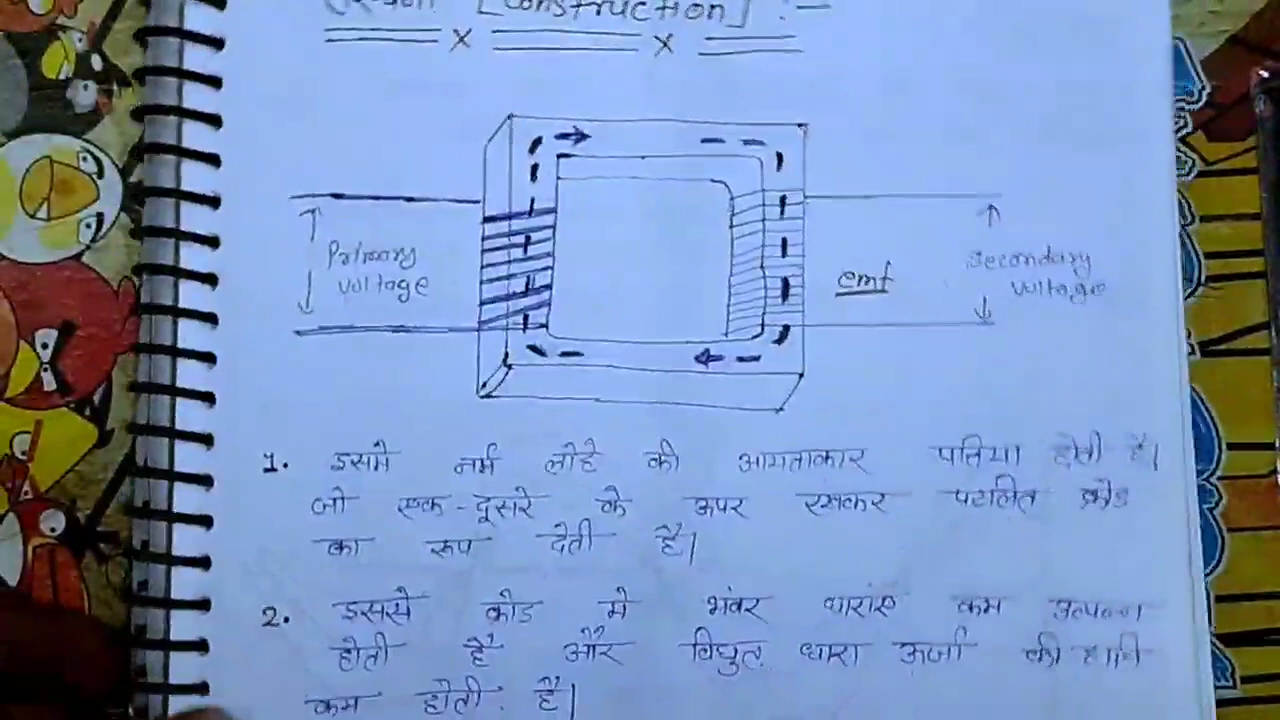 [Construction] :-
Primary
voltage
emf
Secondary
voltage
1. इसमे नर्म लोहे की आयताकार पत्तिया होती है।
जो एक-दूसरे के ऊपर रखकर पटलित क्रोड
का रूप देती है।
2. इससे क्रोड मे भंवर धाराएं कम उत्पन्न
होती है और विघुत धारा ऊर्जा की हानि
कम होती है।